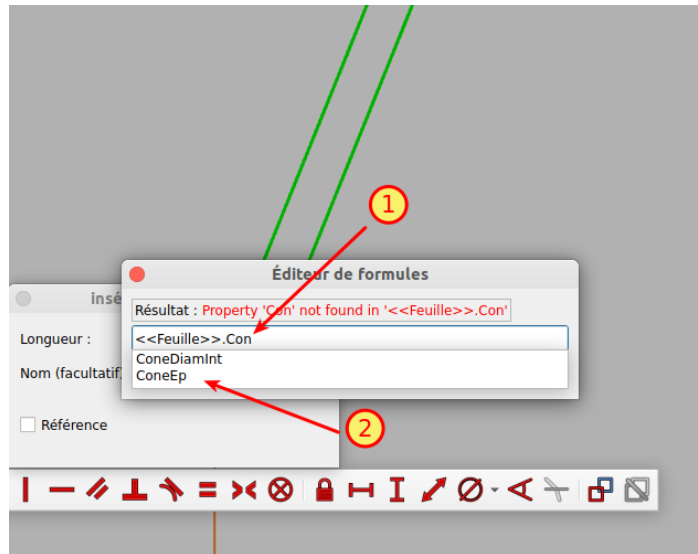 1
Éditeur de formules
insé
Résultat : Property 'Con' not found in '<<Feuille>>.Con'
Longueur :
<<Feuille>>.Con
ConeDiamInt
Nom (facultatif)
ConeEp
Référence
2